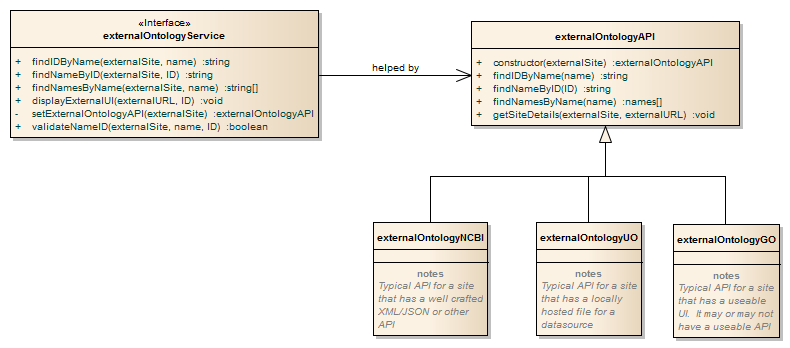 «Interface»
externalOntologyService
+ findIDByName(externalSite, name) :string
+ findNameByID(externalSite, ID) :string
+ findNamesByName(externalSite, name) :string[]
+ displayExternalUI(externalURL, ID) :void
- setExternalOntologyAPI(externalSite) :externalOntologyAPI
+ validateNameID(externalSite, name, ID) :boolean
helped by
externalOntologyAPI
+ constructor(externalSite) :externalOntologyAPI
+ findIDByName(name) :string
+ findNameByID(ID) :string
+ findNamesByName(name) :names[]
+ getSiteDetails(externalSite, externalURL) :void
externalOntologyNCBI
notes
Typical API for a site
that has a well crafted
XML/JSON or other
API
externalOntologyUO
notes
Typical API for a site
that has a locally
hosted file for a
datasource
externalOntologyGO
notes
Typical API for a site
that has a useable
UI. It may or may not
have a useable API